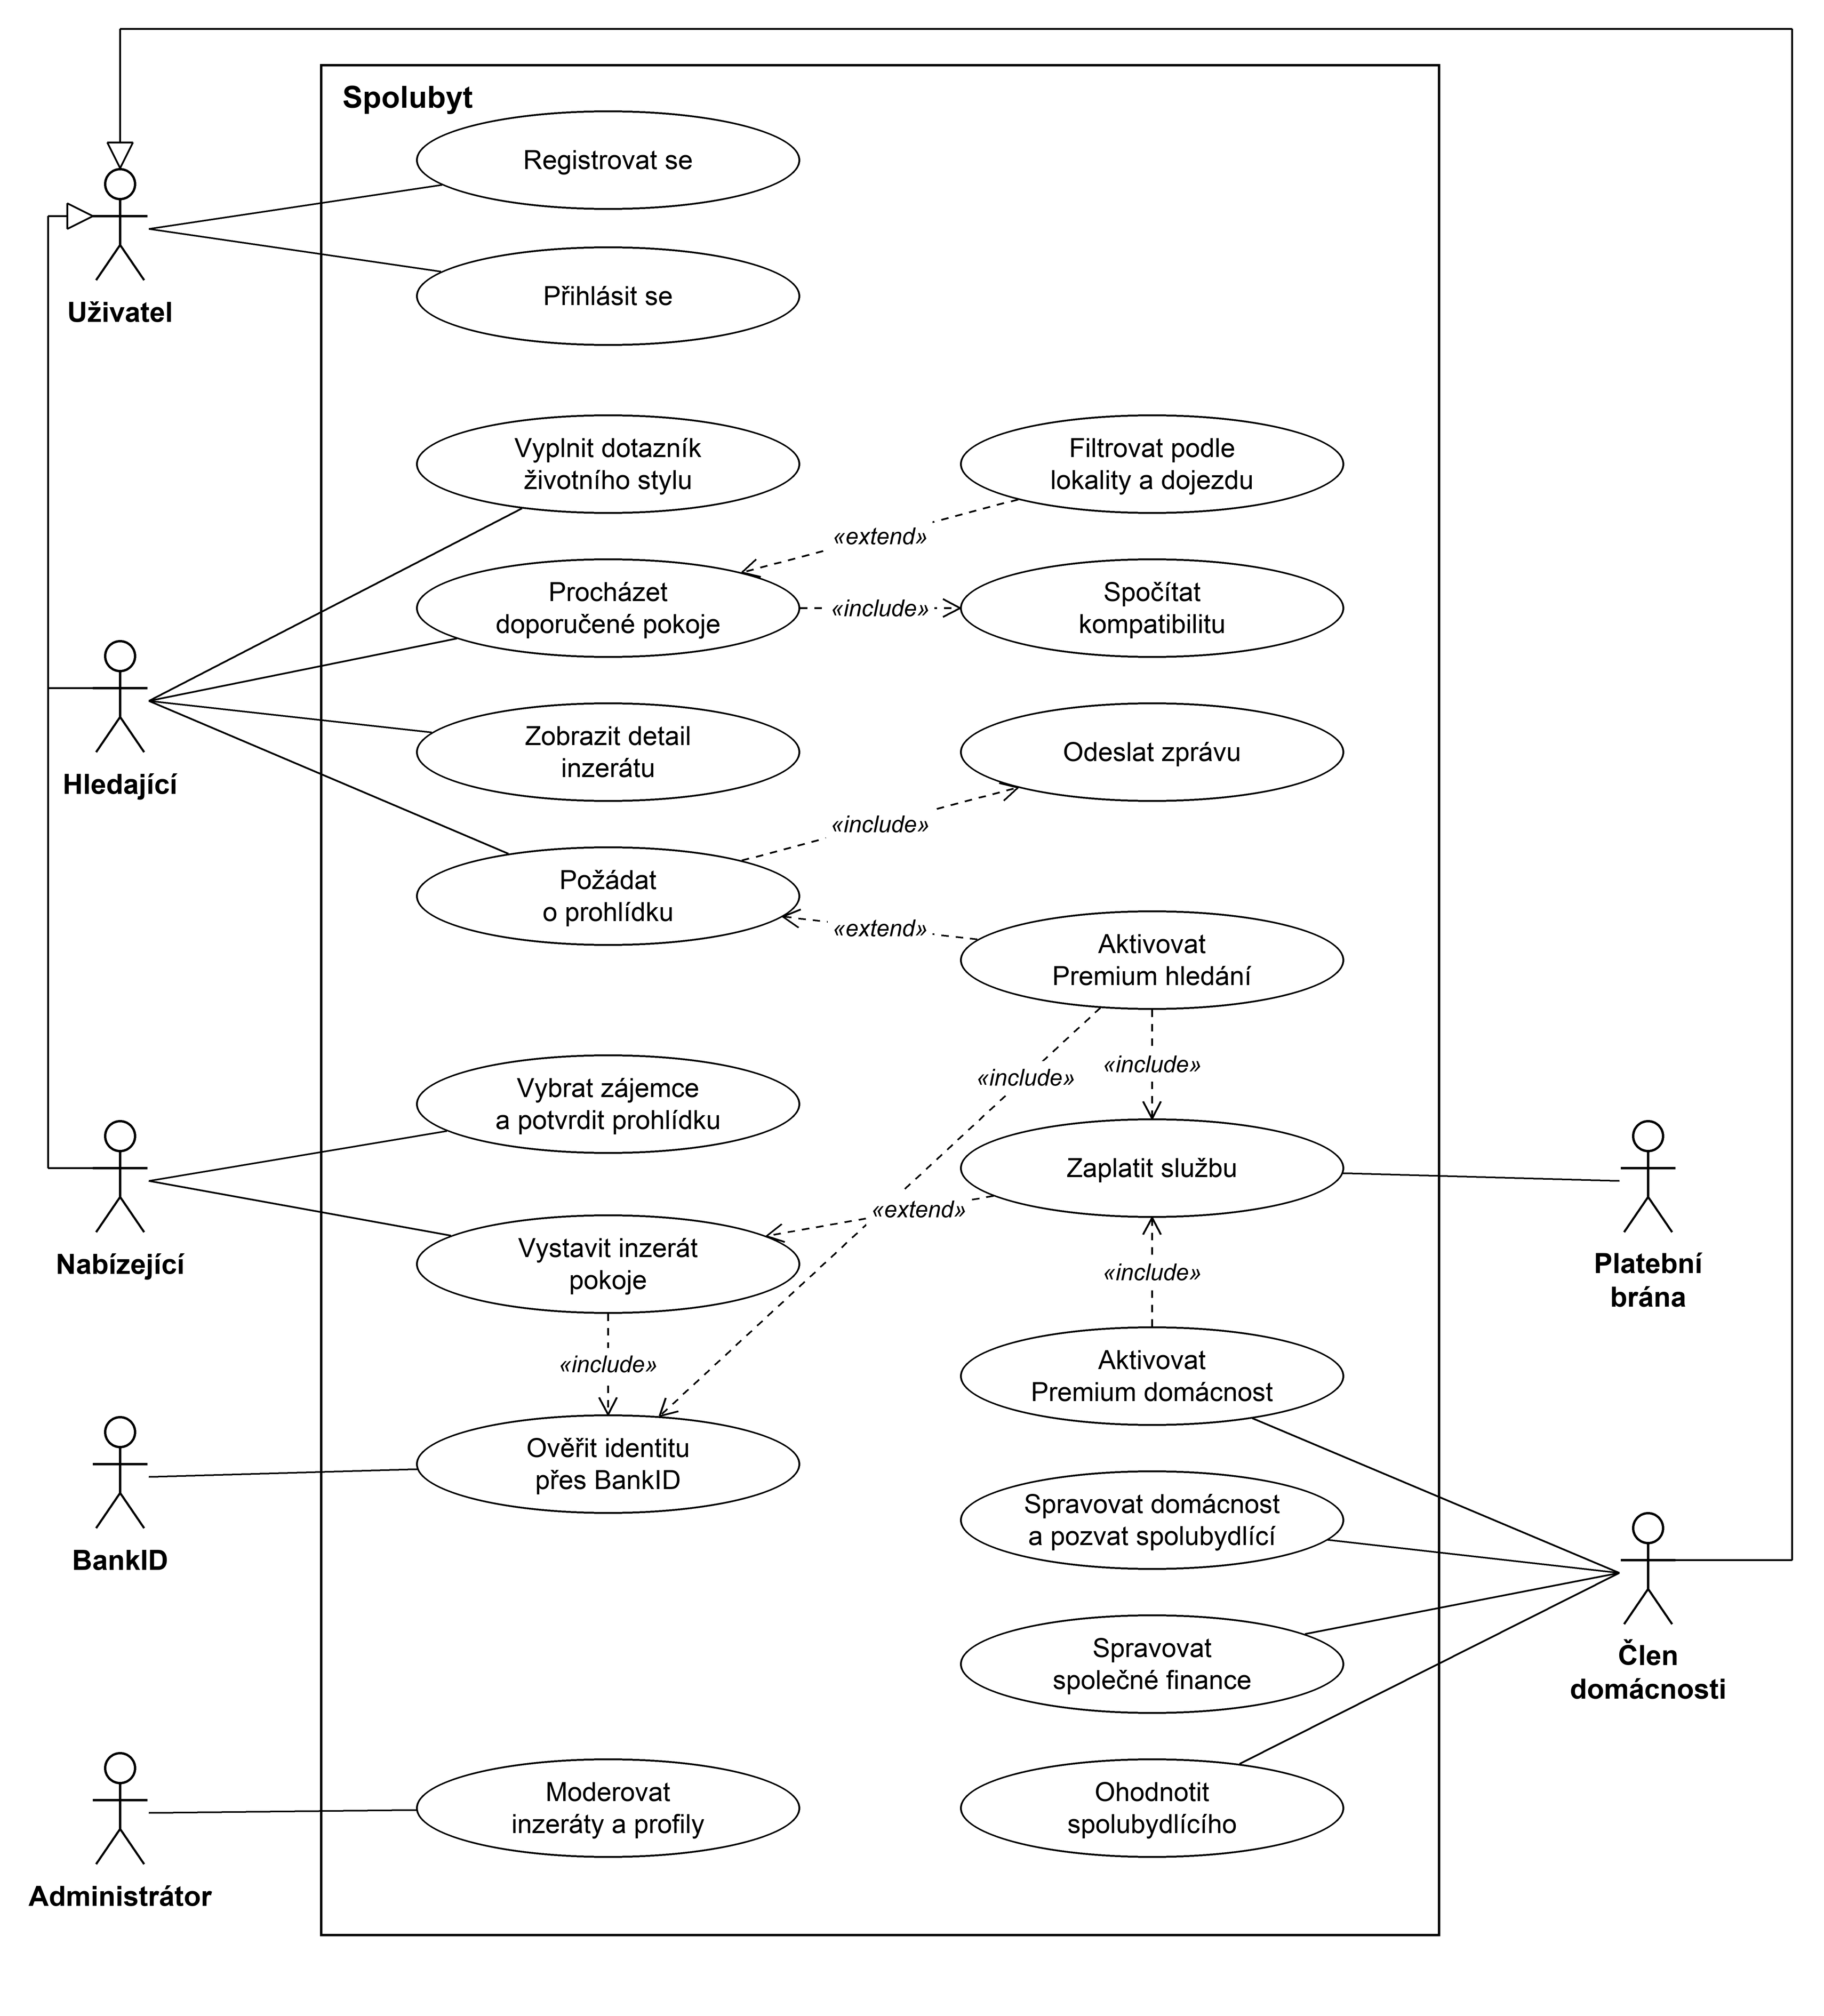 Spolubyt
Registrovat se
Přihlásit se
Uživatel
Vyplnit dotazník
životního stylu
Filtrovat podle
lokality a dojezdu
«extend»
Procházet
doporučené pokoje
«include»
Spočítat
kompatibilitu
Hledající
Zobrazit detail
inzerátu
Odeslat zprávu
«include»
Požádat
o prohlídku
«extend»
Aktivovat
Premium hledání
«include»
«include»
Vybrat zájemce
a potvrdit prohlídku
Zaplatit službu
«extend»
Nabízející
Vystavit inzerát
pokoje
Platební
brána
«include»
«include»
Aktivovat
Premium domácnost
Ověřit identitu
přes BankID
BankID
Spravovat domácnost
a pozvat spolubydlící
Spravovat
společné finance
Člen
domácnosti
Moderovat
inzeráty a profily
Ohodnotit
spolubydlícího
Administrátor